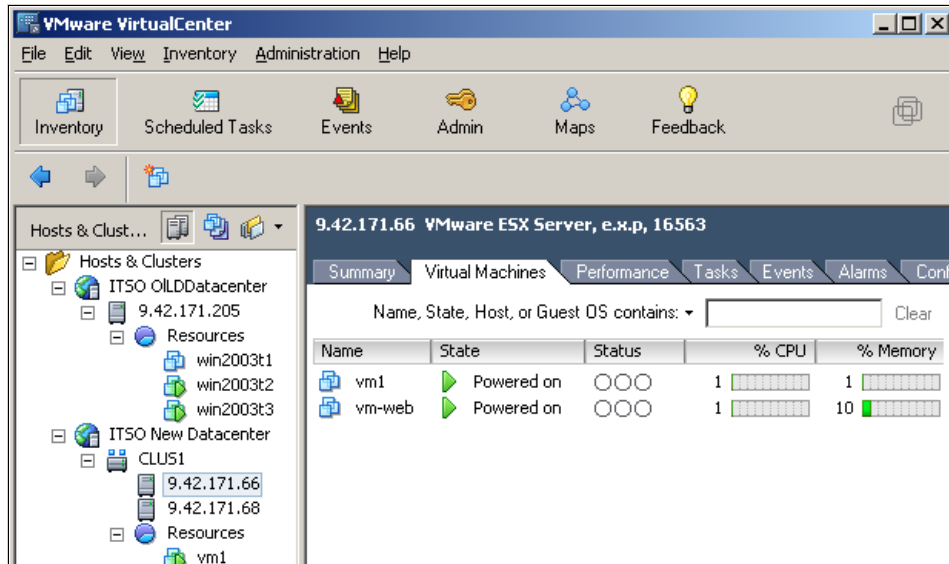 VMware VirtualCenter
File Edit View Inventory Administration Help
Inventory Scheduled Tasks Events Admin Maps Feedback
Hosts & Clust...
Hosts & Clusters
ITSO OlLDDatacenter
9.42.171.205
Resources
win2003t1
win2003t2
win2003t3
ITSO New Datacenter
CLUS1
9.42.171.66
9.42.171.68
Resources
vm1
9.42.171.66 VMware ESX Server, e.x.p, 16563
Summary Virtual Machines Performance Tasks Events Alarms Conf
Name, State, Host, or Guest OS contains: Clear
Name State Status % CPU % Memory
vm1 Powered on 1 1
vm-web Powered on 1 10